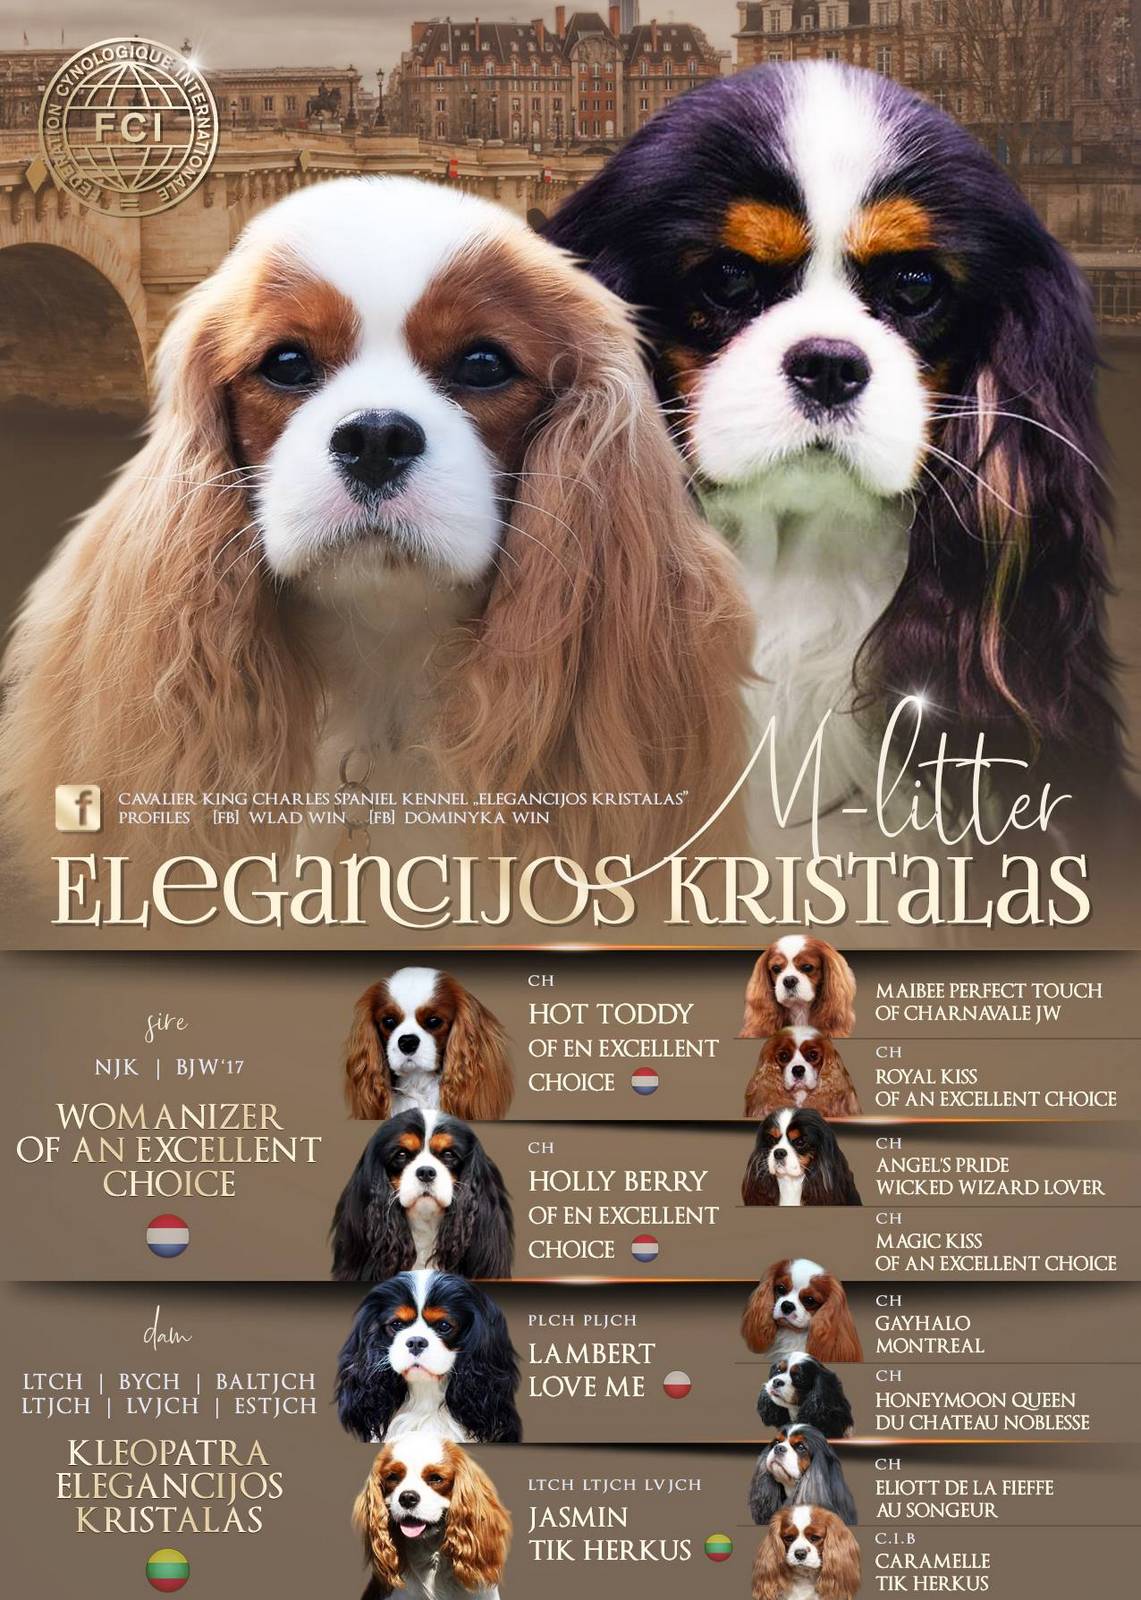 FEDERATION CYNOLOGIQUE INTERNATIONALE
FCI
M-litter
f
CAVALIER KING CHARLES SPANIEL KENNEL „ELEGANCIJOS KRISTALAS”
PROFILES [FB] WLAD WIN [FB] DOMINYKA WIN
ELEGANCIJOS KRISTALAS
sire
NJK | BJW'17
WOMANIZER
OF AN EXCELLENT
CHOICE
CH
HOT TODDY
OF EN EXCELLENT
CHOICE
MAIBEE PERFECT TOUCH
OF CHARNAVALE JW
CH
ROYAL KISS
OF AN EXCELLENT CHOICE
CH
HOLLY BERRY
OF EN EXCELLENT
CHOICE
CH
ANGEL'S PRIDE
WICKED WIZARD LOVER
CH
MAGIC KISS
OF AN EXCELLENT CHOICE
dam
LTCH | BYCH | BALTJCH
LTJCH | LVJCH | ESTJCH
KLEOPATRA
ELEGANCIJOS
KRISTALAS
PLCH PLJCH
LAMBERT
LOVE ME
CH
GAYHALO
MONTREAL
CH
HONEYMOON QUEEN
DU CHATEAU NOBLESSE
LTCH LTJCH LVJCH
JASMIN
TIK HERKUS
CH
ELIOTT DE LA FIEFFE
AU SONGEUR
C.I.B
CARAMELLE
TIK HERKUS